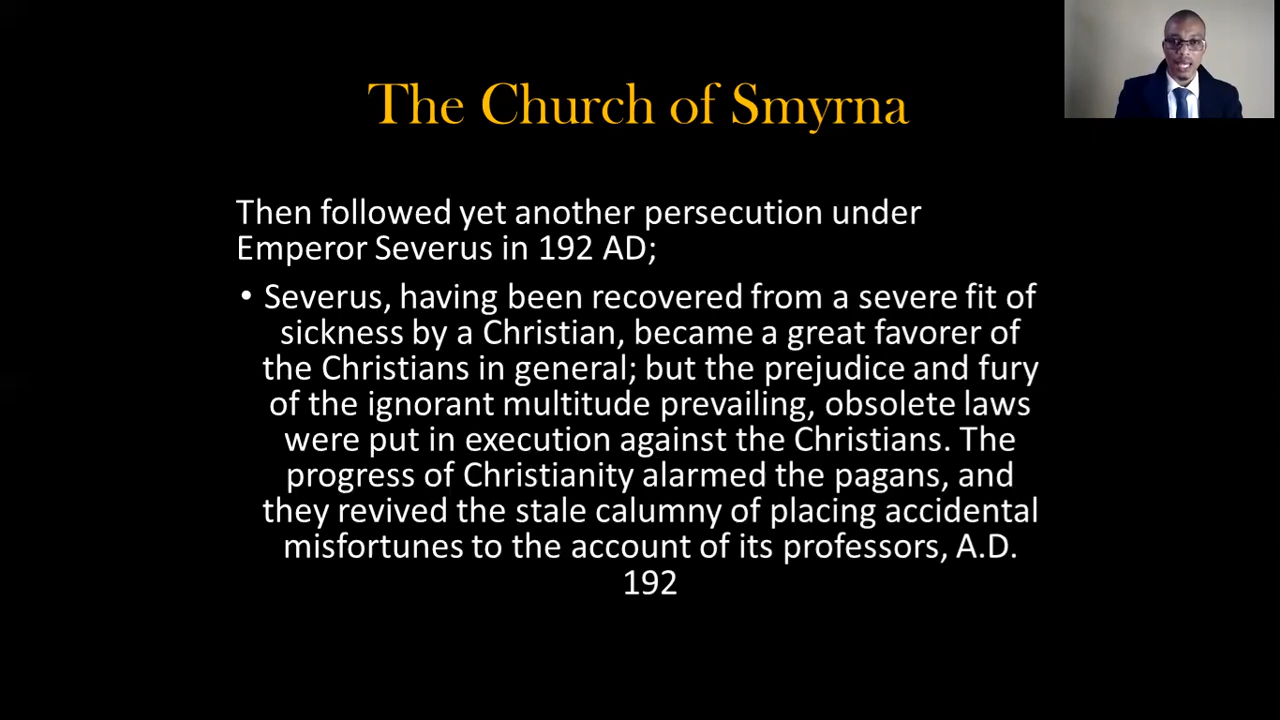 The Church of Smyrna
Then followed yet another persecution under
Emperor Severus in 192 AD;
• Severus, having been recovered from a severe fit of
sickness by a Christian, became a great favorer of
the Christians in general; but the prejudice and fury
of the ignorant multitude prevailing, obsolete laws
were put in execution against the Christians. The
progress of Christianity alarmed the pagans, and
they revived the stale calumny of placing accidental
misfortunes to the account of its professors, A.D.
192